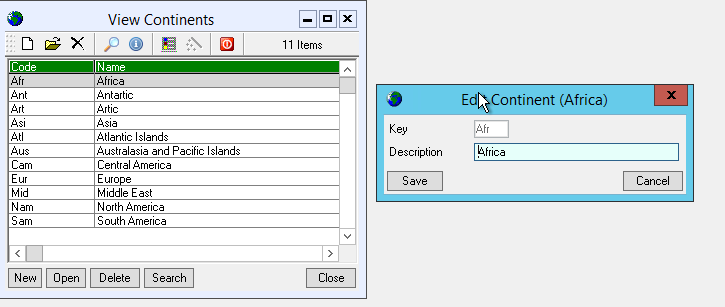 View Continents
11 Items
Code Name
Afr Africa
Ant Antartic
Art Artic
Asi Asia
Atl Atlantic Islands
Aus Australasia and Pacific Islands
Cam Central America
Eur Europe
Mid Middle East
Nam North America
Sam South America
New Open Delete Search Close
Edit Continent (Africa)
Key Afr
Description Africa
Save Cancel